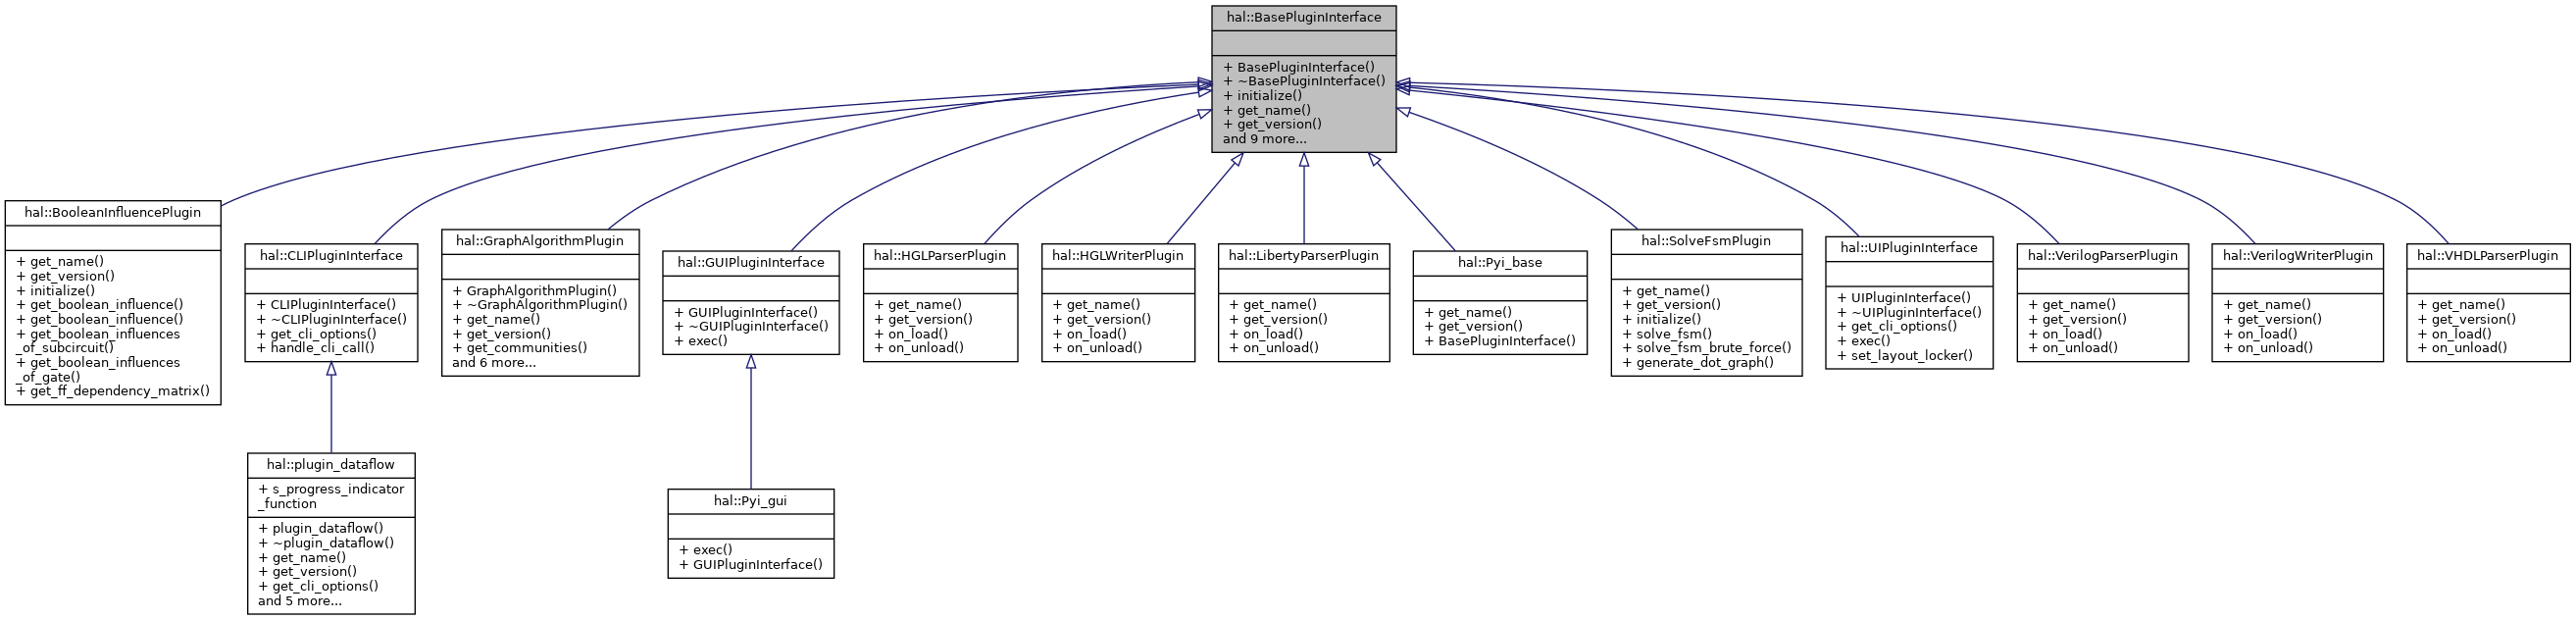 hal::BasePluginInterface
+ BasePluginInterface()
+ ~BasePluginInterface()
+ initialize()
+ get_name()
+ get_version()
and 9 more...
hal::BooleanInfluencePlugin
+ get_name()
+ get_version()
+ initialize()
+ get_boolean_influence()
+ get_boolean_influence()
+ get_boolean_influences
_of_subcircuit()
+ get_boolean_influences
_of_gate()
+ get_ff_dependency_matrix()
hal::CLIPluginInterface
+ CLIPluginInterface()
+ ~CLIPluginInterface()
+ get_cli_options()
+ handle_cli_call()
hal::GraphAlgorithmPlugin
+ GraphAlgorithmPlugin()
+ ~GraphAlgorithmPlugin()
+ get_name()
+ get_version()
+ get_communities()
and 6 more...
hal::GUIPluginInterface
+ GUIPluginInterface()
+ ~GUIPluginInterface()
+ exec()
hal::HGLParserPlugin
+ get_name()
+ get_version()
+ on_load()
+ on_unload()
hal::HGLWriterPlugin
+ get_name()
+ get_version()
+ on_load()
+ on_unload()
hal::LibertyParserPlugin
+ get_name()
+ get_version()
+ on_load()
+ on_unload()
hal::Pyi_base
+ get_name()
+ get_version()
+ BasePluginInterface()
hal::SolveFsmPlugin
+ get_name()
+ get_version()
+ initialize()
+ solve_fsm()
+ solve_fsm_brute_force()
+ generate_dot_graph()
hal::UIPluginInterface
+ UIPluginInterface()
+ ~UIPluginInterface()
+ get_cli_options()
+ exec()
+ set_layout_locker()
hal::VerilogParserPlugin
+ get_name()
+ get_version()
+ on_load()
+ on_unload()
hal::VerilogWriterPlugin
+ get_name()
+ get_version()
+ on_load()
+ on_unload()
hal::VHDLParserPlugin
+ get_name()
+ get_version()
+ on_load()
+ on_unload()
hal::plugin_dataflow
+ s_progress_indicator
_function
+ plugin_dataflow()
+ ~plugin_dataflow()
+ get_name()
+ get_version()
+ get_cli_options()
and 5 more...
hal::Pyi_gui
+ exec()
+ GUIPluginInterface()